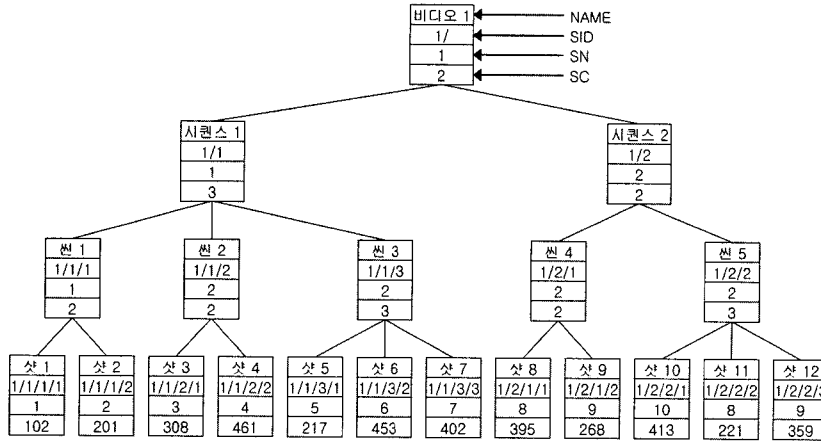 비디오 1
1/
1
2
NAME
SID
SN
SC
시퀀스 1
1/1
1
3
시퀀스 2
1/2
2
2
씬 1
1/1/1
1
2
씬 2
1/1/2
2
2
씬 3
1/1/3
2
3
씬 4
1/2/1
2
2
씬 5
1/2/2
2
3
샷 1
1/1/1/1
1
102
샷 2
1/1/1/2
2
201
샷 3
1/1/2/1
3
308
샷 4
1/1/2/2
4
461
샷 5
1/1/3/1
5
217
샷 6
1/1/3/2
6
453
샷 7
1/1/3/3
7
402
샷 8
1/2/1/1
8
395
샷 9
1/2/1/2
9
268
샷 10
1/2/2/1
10
413
샷 11
1/2/2/2
8
221
샷 12
1/2/2/3
9
359